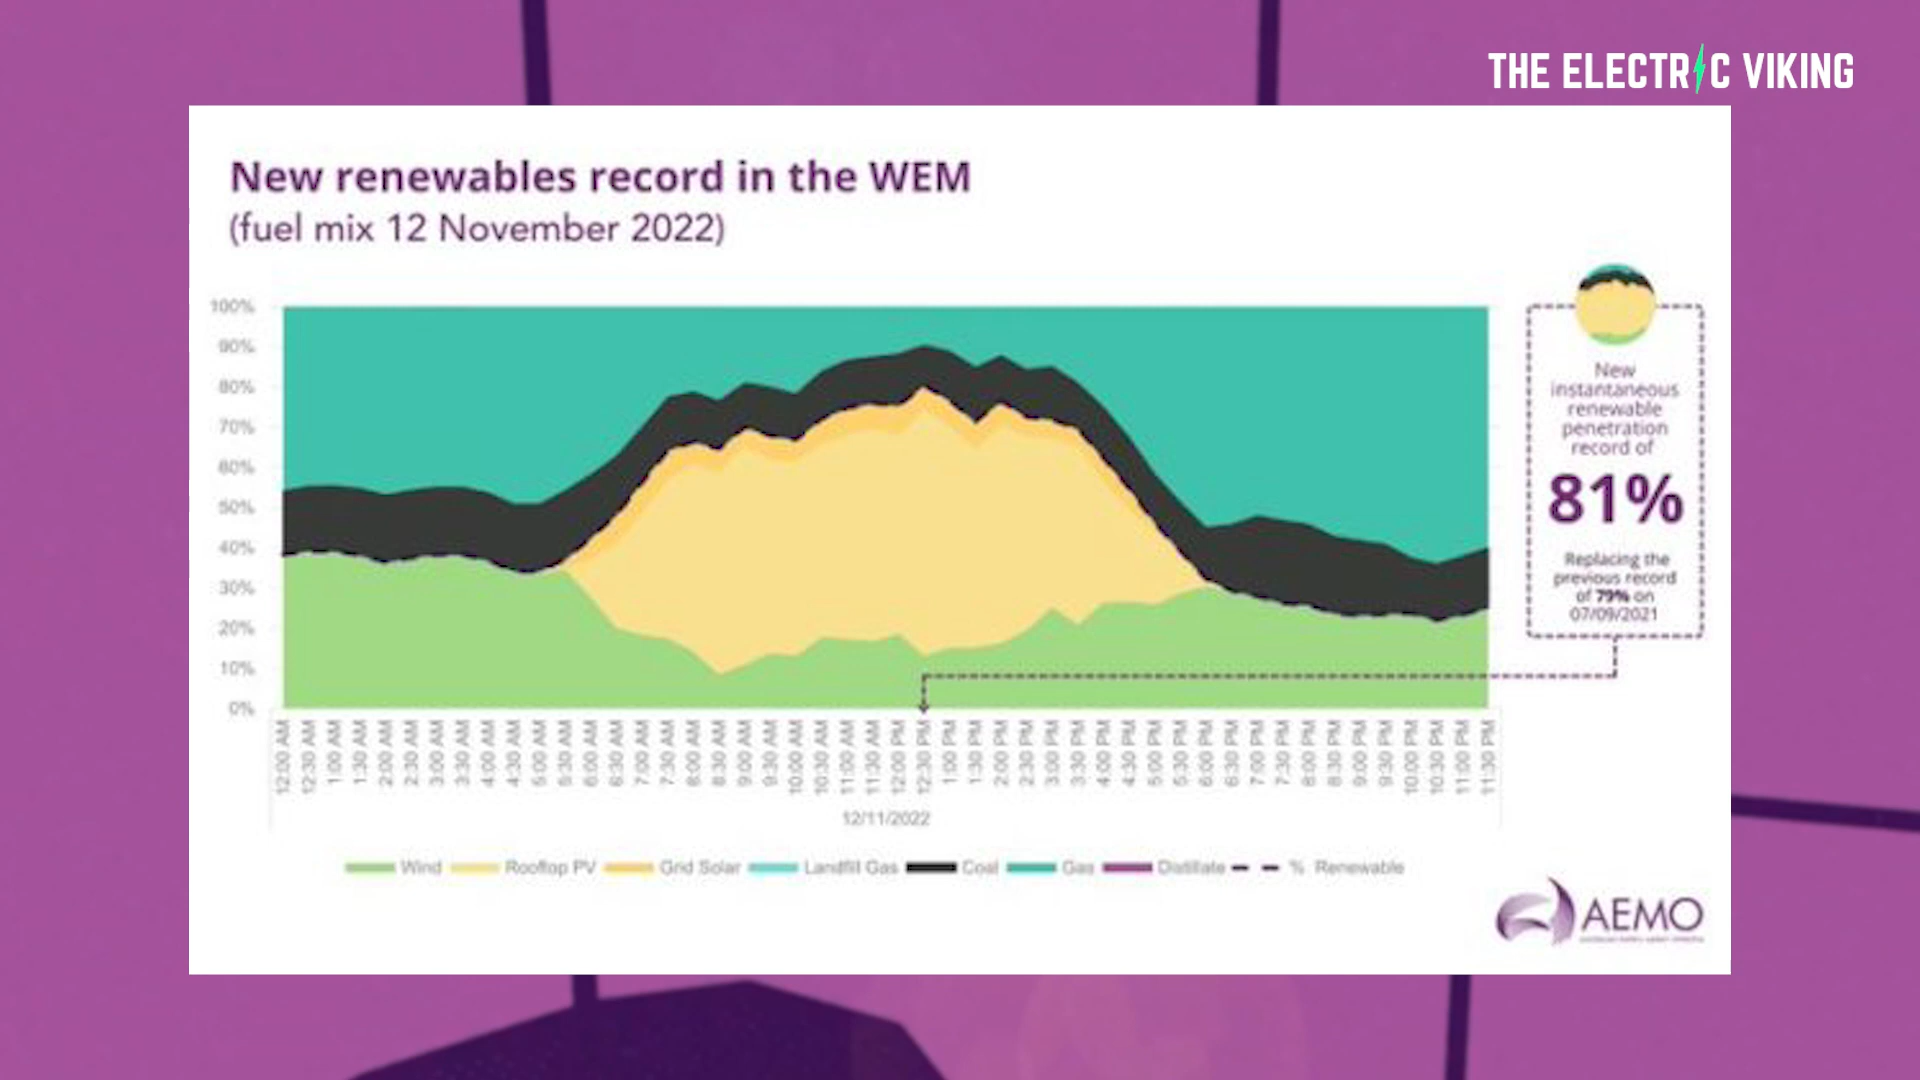 THE ELECTRIC VIKING
New renewables record in the WEM
(fuel mix 12 November 2022)
100%
90%
80%
70%
60%
50%
40%
30%
20%
10%
0%
12:00 AM
12:30 AM
1:00 AM
1:30 AM
2:00 AM
2:30 AM
3:00 AM
3:30 AM
4:00 AM
4:30 AM
5:00 AM
5:30 AM
6:00 AM
6:30 AM
7:00 AM
7:30 AM
8:00 AM
8:30 AM
9:00 AM
9:30 AM
10:00 AM
10:30 AM
11:00 AM
11:30 AM
12:00 PM
12:30 PM
1:00 PM
1:30 PM
2:00 PM
2:30 PM
3:00 PM
3:30 PM
4:00 PM
4:30 PM
5:00 PM
5:30 PM
6:00 PM
6:30 PM
7:00 PM
7:30 PM
8:00 PM
8:30 PM
9:00 PM
9:30 PM
10:00 PM
10:30 PM
11:00 PM
11:30 PM
12/11/2022
Wind Rooftop PV Grid Solar Landfill Gas Coal Gas Distillate % Renewable
New
instantaneous
renewable
penetration
record of
81%
Replacing the
previous record
of 79% on
07/09/2021
AEMO